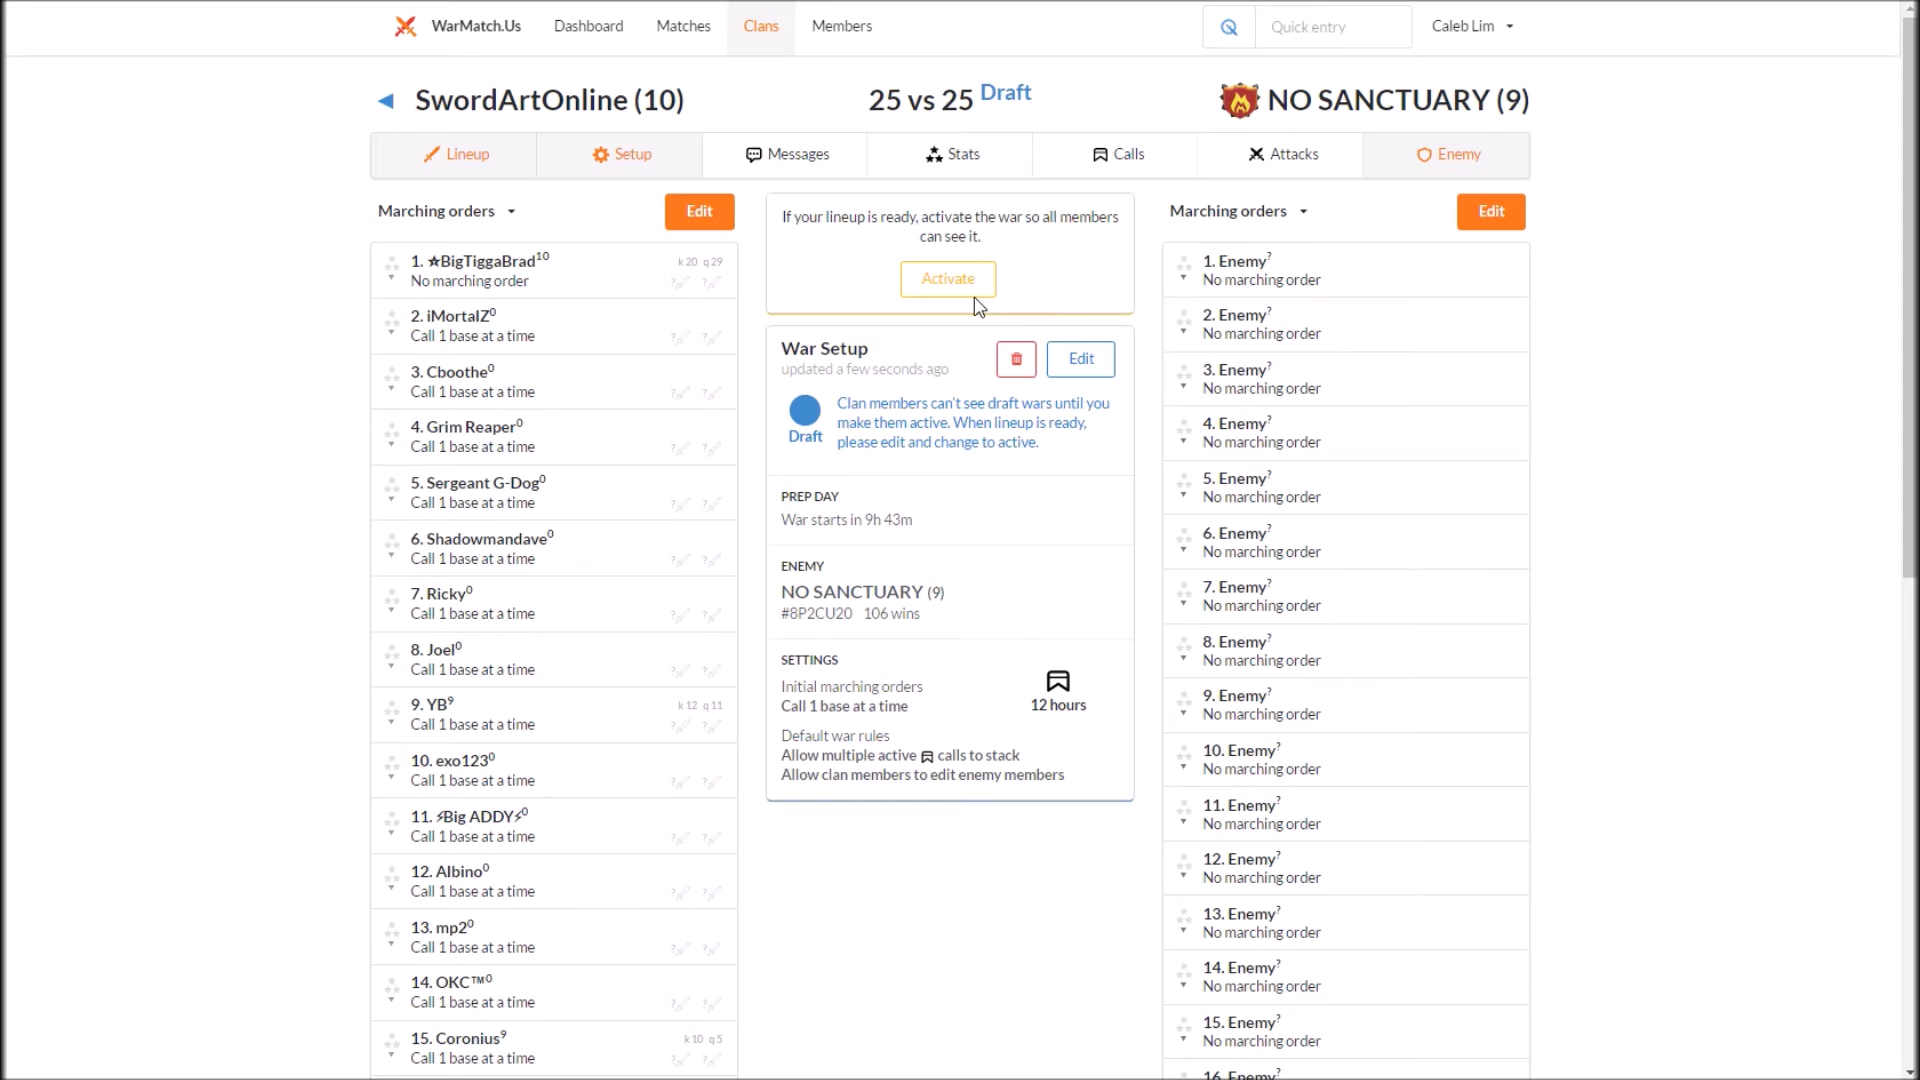 WarMatch.Us Dashboard Matches Clans Members Quick entry Caleb Lim
SwordArtOnline (10) 25 vs 25 Draft NO SANCTUARY (9)
Lineup Setup Messages Stats Calls Attacks Enemy
Marching orders Edit
1. ☆BigTiggaBrad10 k 20 q 29
No marching order
2. iMortalZ0
Call 1 base at a time
3. Cboothe0
Call 1 base at a time
4. Grim Reaper0
Call 1 base at a time
5. Sergeant G-Dog0
Call 1 base at a time
6. Shadowmandave0
Call 1 base at a time
7. Ricky0
Call 1 base at a time
8. Joel0
Call 1 base at a time
9. YB9 k 12 q 11
Call 1 base at a time
10. exo1230
Call 1 base at a time
11. ⚡Big ADDY⚡0
Call 1 base at a time
12. Albino0
Call 1 base at a time
13. mp20
Call 1 base at a time
14. OKC™0
Call 1 base at a time
15. Coronius9 k 10 q 5
Call 1 base at a time
If your lineup is ready, activate the war so all members
can see it.
Activate
War Setup
updated a few seconds ago
Edit
Draft
Clan members can't see draft wars until you
make them active. When lineup is ready,
please edit and change to active.
PREP DAY
War starts in 9h 43m
ENEMY
NO SANCTUARY (9)
#8P2CU20 106 wins
SETTINGS
Initial marching orders
Call 1 base at a time
12 hours
Default war rules
Allow multiple active calls to stack
Allow clan members to edit enemy members
Marching orders Edit
1. Enemy?
No marching order
2. Enemy?
No marching order
3. Enemy?
No marching order
4. Enemy?
No marching order
5. Enemy?
No marching order
6. Enemy?
No marching order
7. Enemy?
No marching order
8. Enemy?
No marching order
9. Enemy?
No marching order
10. Enemy?
No marching order
11. Enemy?
No marching order
12. Enemy?
No marching order
13. Enemy?
No marching order
14. Enemy?
No marching order
15. Enemy?
No marching order
16. Enemy?